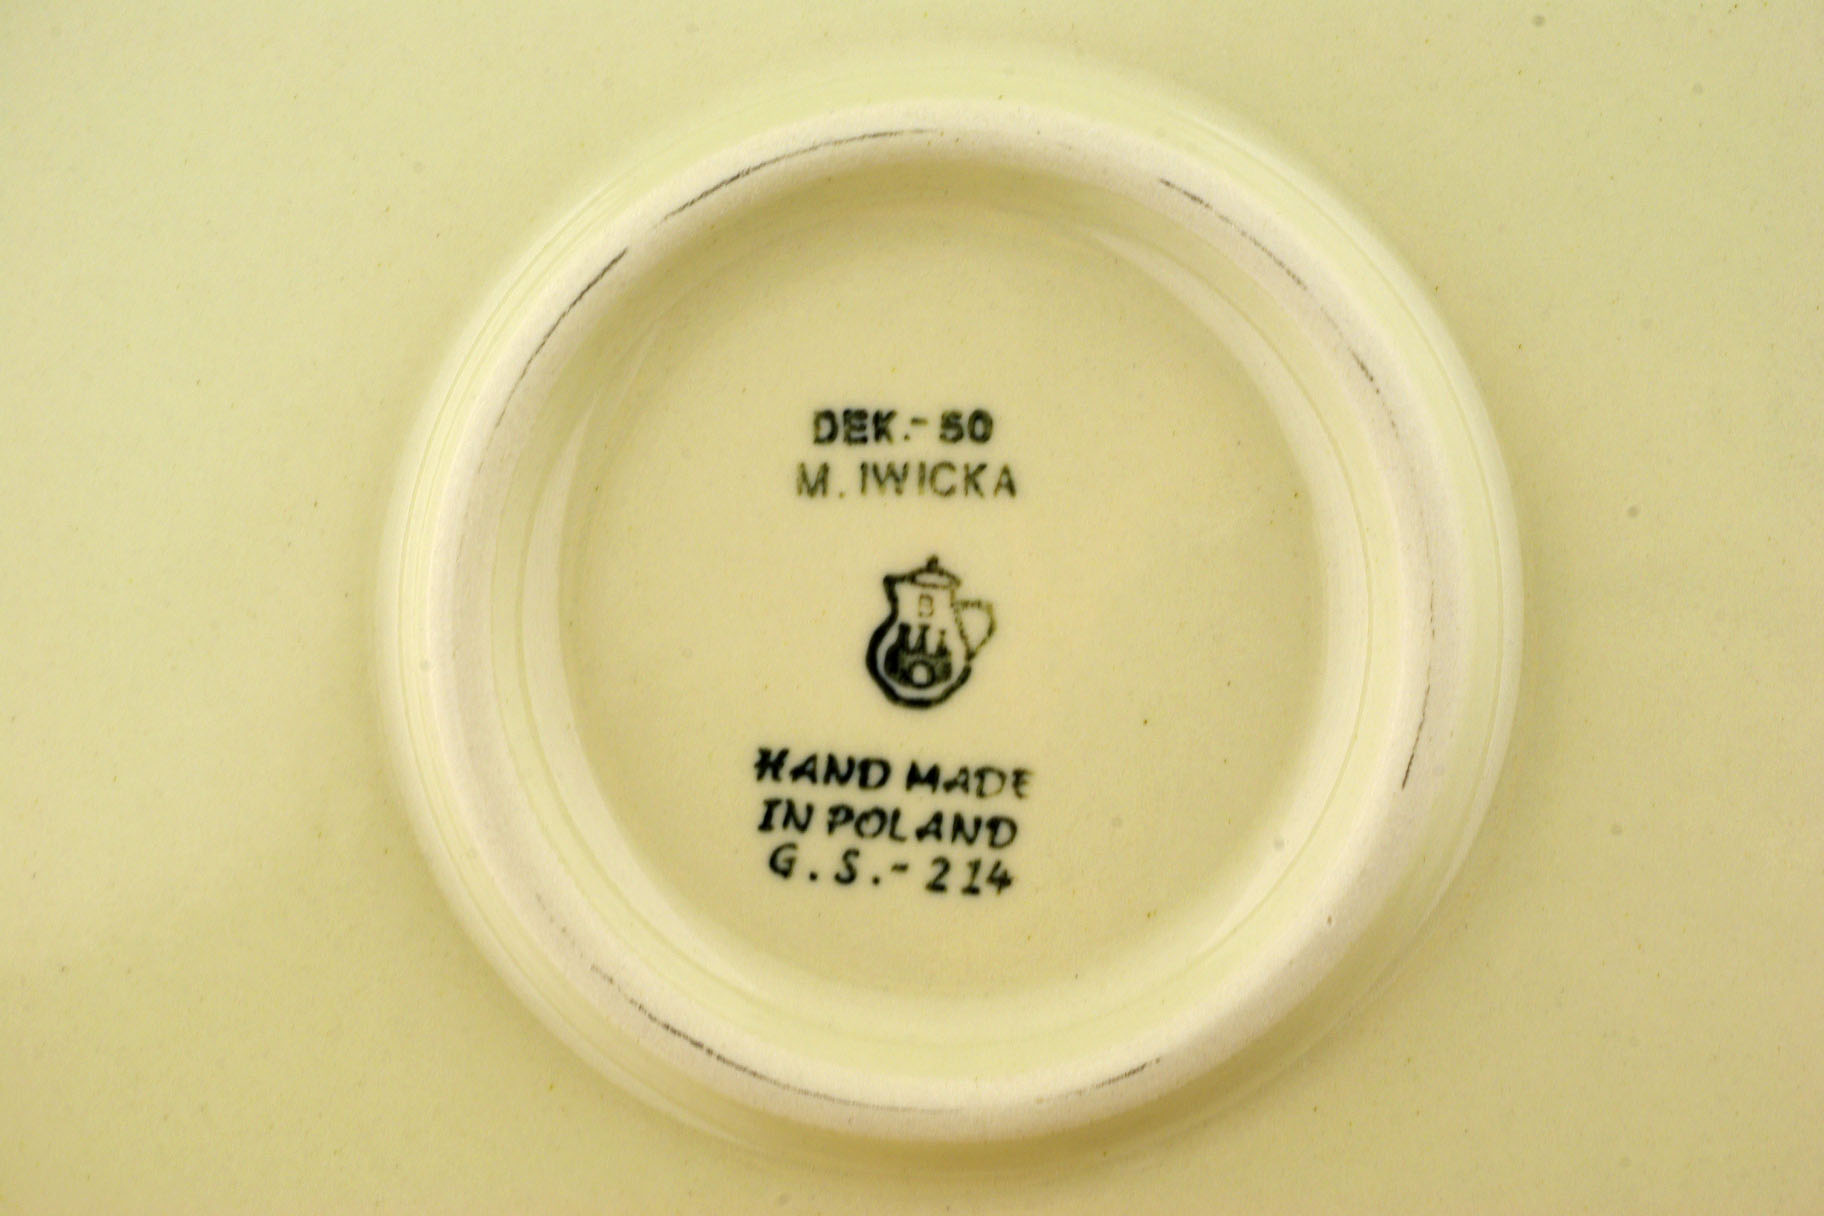 DEK.-50
M. IWICKA
B
HAND MADE
IN POLAND
G.S.-214